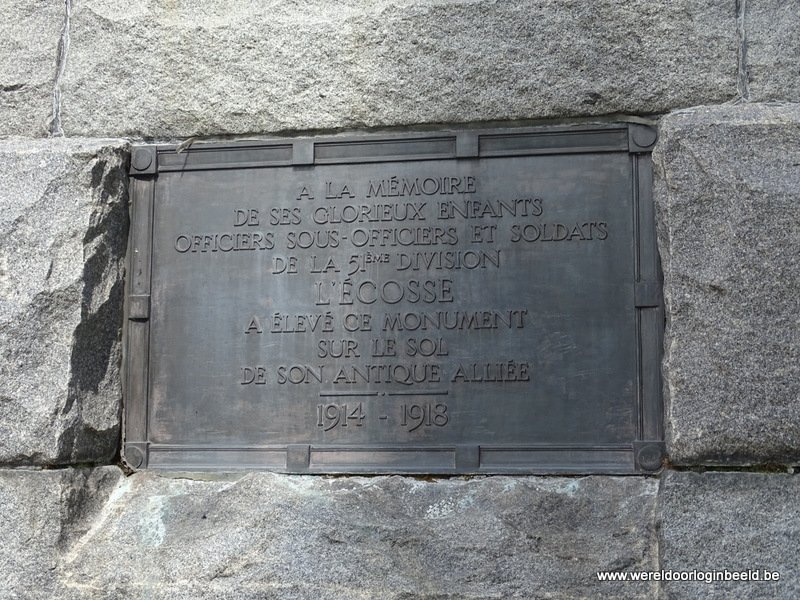 A LA MÉMOIRE
DE SES GLORIEUX ENFANTS
OFFICIERS SOUS-OFFICIERS ET SOLDATS
DE LA 51IÈME DIVISION
L'ÉCOSSE
A ÉLEVÉ CE MONUMENT
SUR LE SOL
DE SON ANTIQUE ALLIÉE
1914 - 1918
www.wereldoorloginbeeld.be